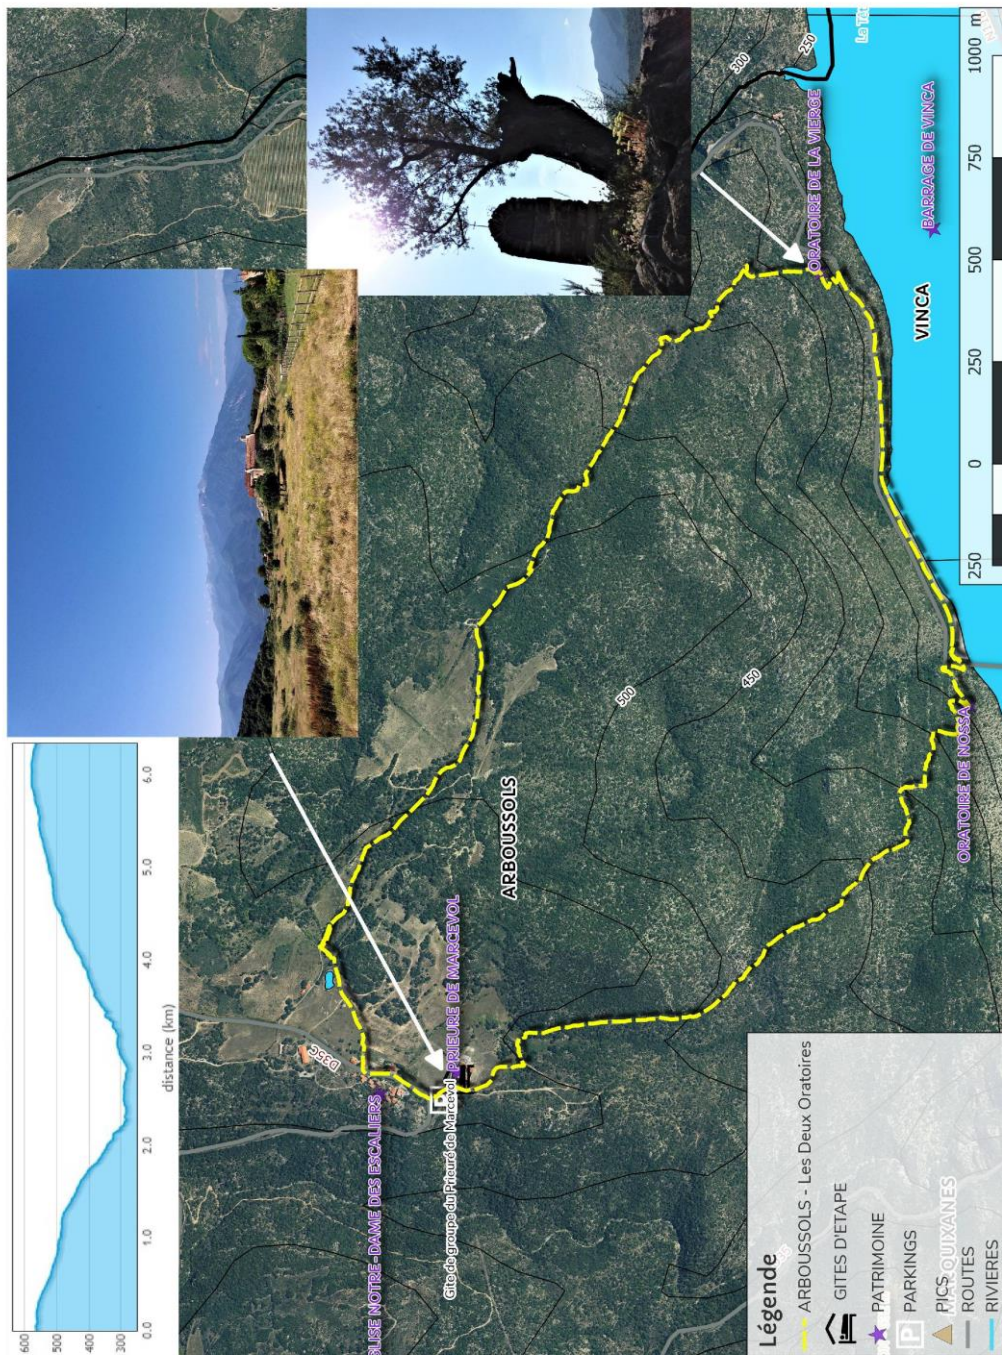 600
500
400
300
0.0
1.0
2.0
3.0
4.0
5.0
6.0
distance (km)
D35C
GLISE NOTRE-DAME DES ESCALIERS
PRIEURE DE MARCEVOL
P
Gîte de groupe du Prieuré de Marcevol
ARBOUSSOLS
500
450
300
250
ORATOIRE DE LA VIERGE
ORATOIRE DE NOSSA
VINCA
BARRAGE DE VINCA
250
0
250
500
750
1000 m
Légende
ARBOUSSOLS - Les Deux Oratoires
GITES D'ETAPE
PATRIMOINE
P PARKINGS
PICS
ROUTES
RIVIERES